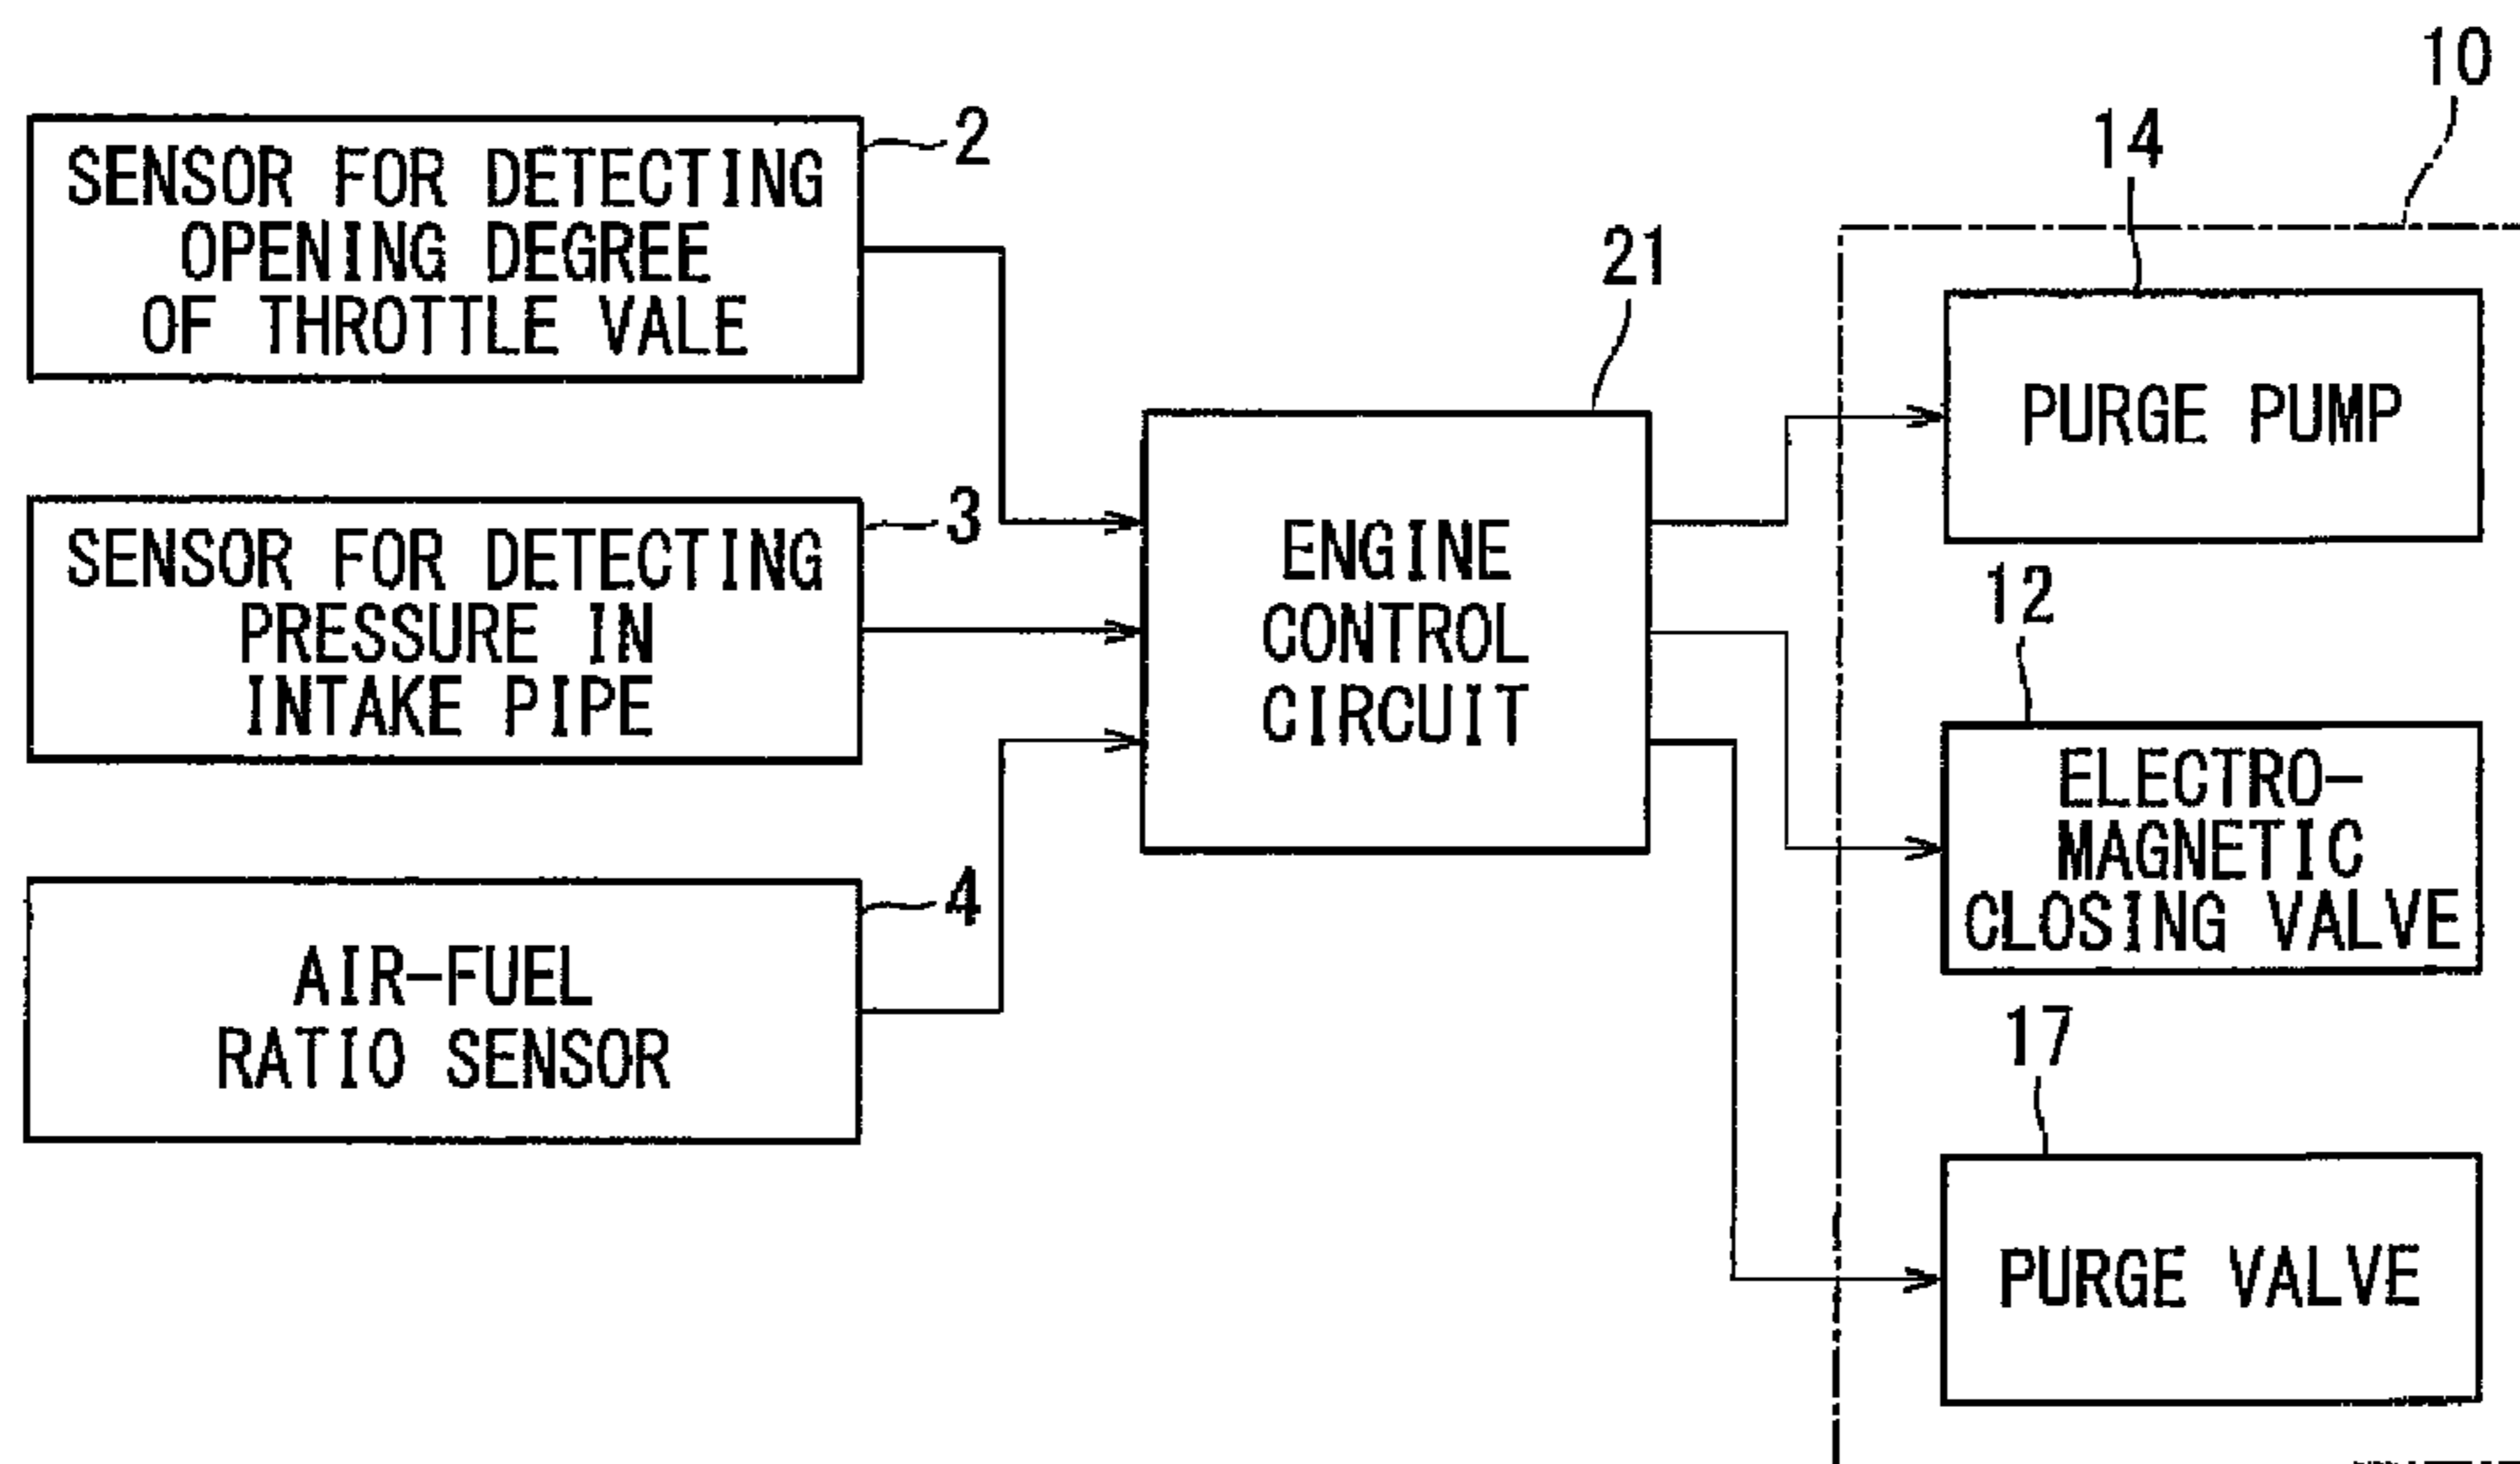 10
14
2
SENSOR FOR DETECTING
OPENING DEGREE
OF THROTTLE VALE
21
PURGE PUMP
3
SENSOR FOR DETECTING
PRESSURE IN
INTAKE PIPE
ENGINE
CONTROL
CIRCUIT
12
ELECTRO-
MAGNETIC
CLOSING VALVE
4
AIR-FUEL
RATIO SENSOR
17
PURGE VALVE